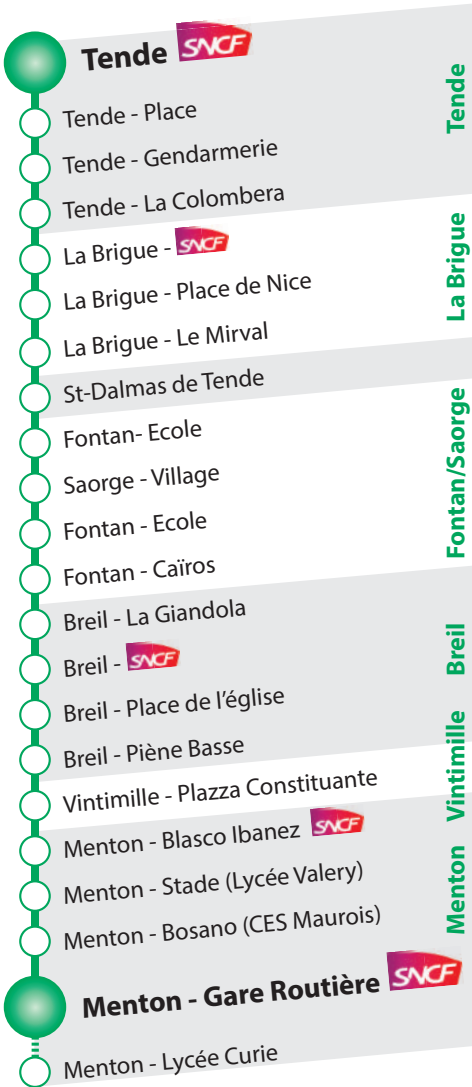 Tende SNCF
Tende - Place
Tende - Gendarmerie
Tende - La Colombera
Tende
La Brigue - SNCF
La Brigue - Place de Nice
La Brigue - Le Mirval
La Brigue
St-Dalmas de Tende
Fontan- Ecole
Saorge - Village
Fontan - Ecole
Fontan - Caïros
Fontan/Saorge
Breil - La Giandola
Breil - SNCF
Breil - Place de l'église
Breil - Piène Basse
Breil
Vintimille - Plazza Constituante
Vintimille
Menton - Blasco Ibanez SNCF
Menton - Stade (Lycée Valery)
Menton - Bosano (CES Maurois)
Menton
Menton - Gare Routière SNCF
Menton - Lycée Curie